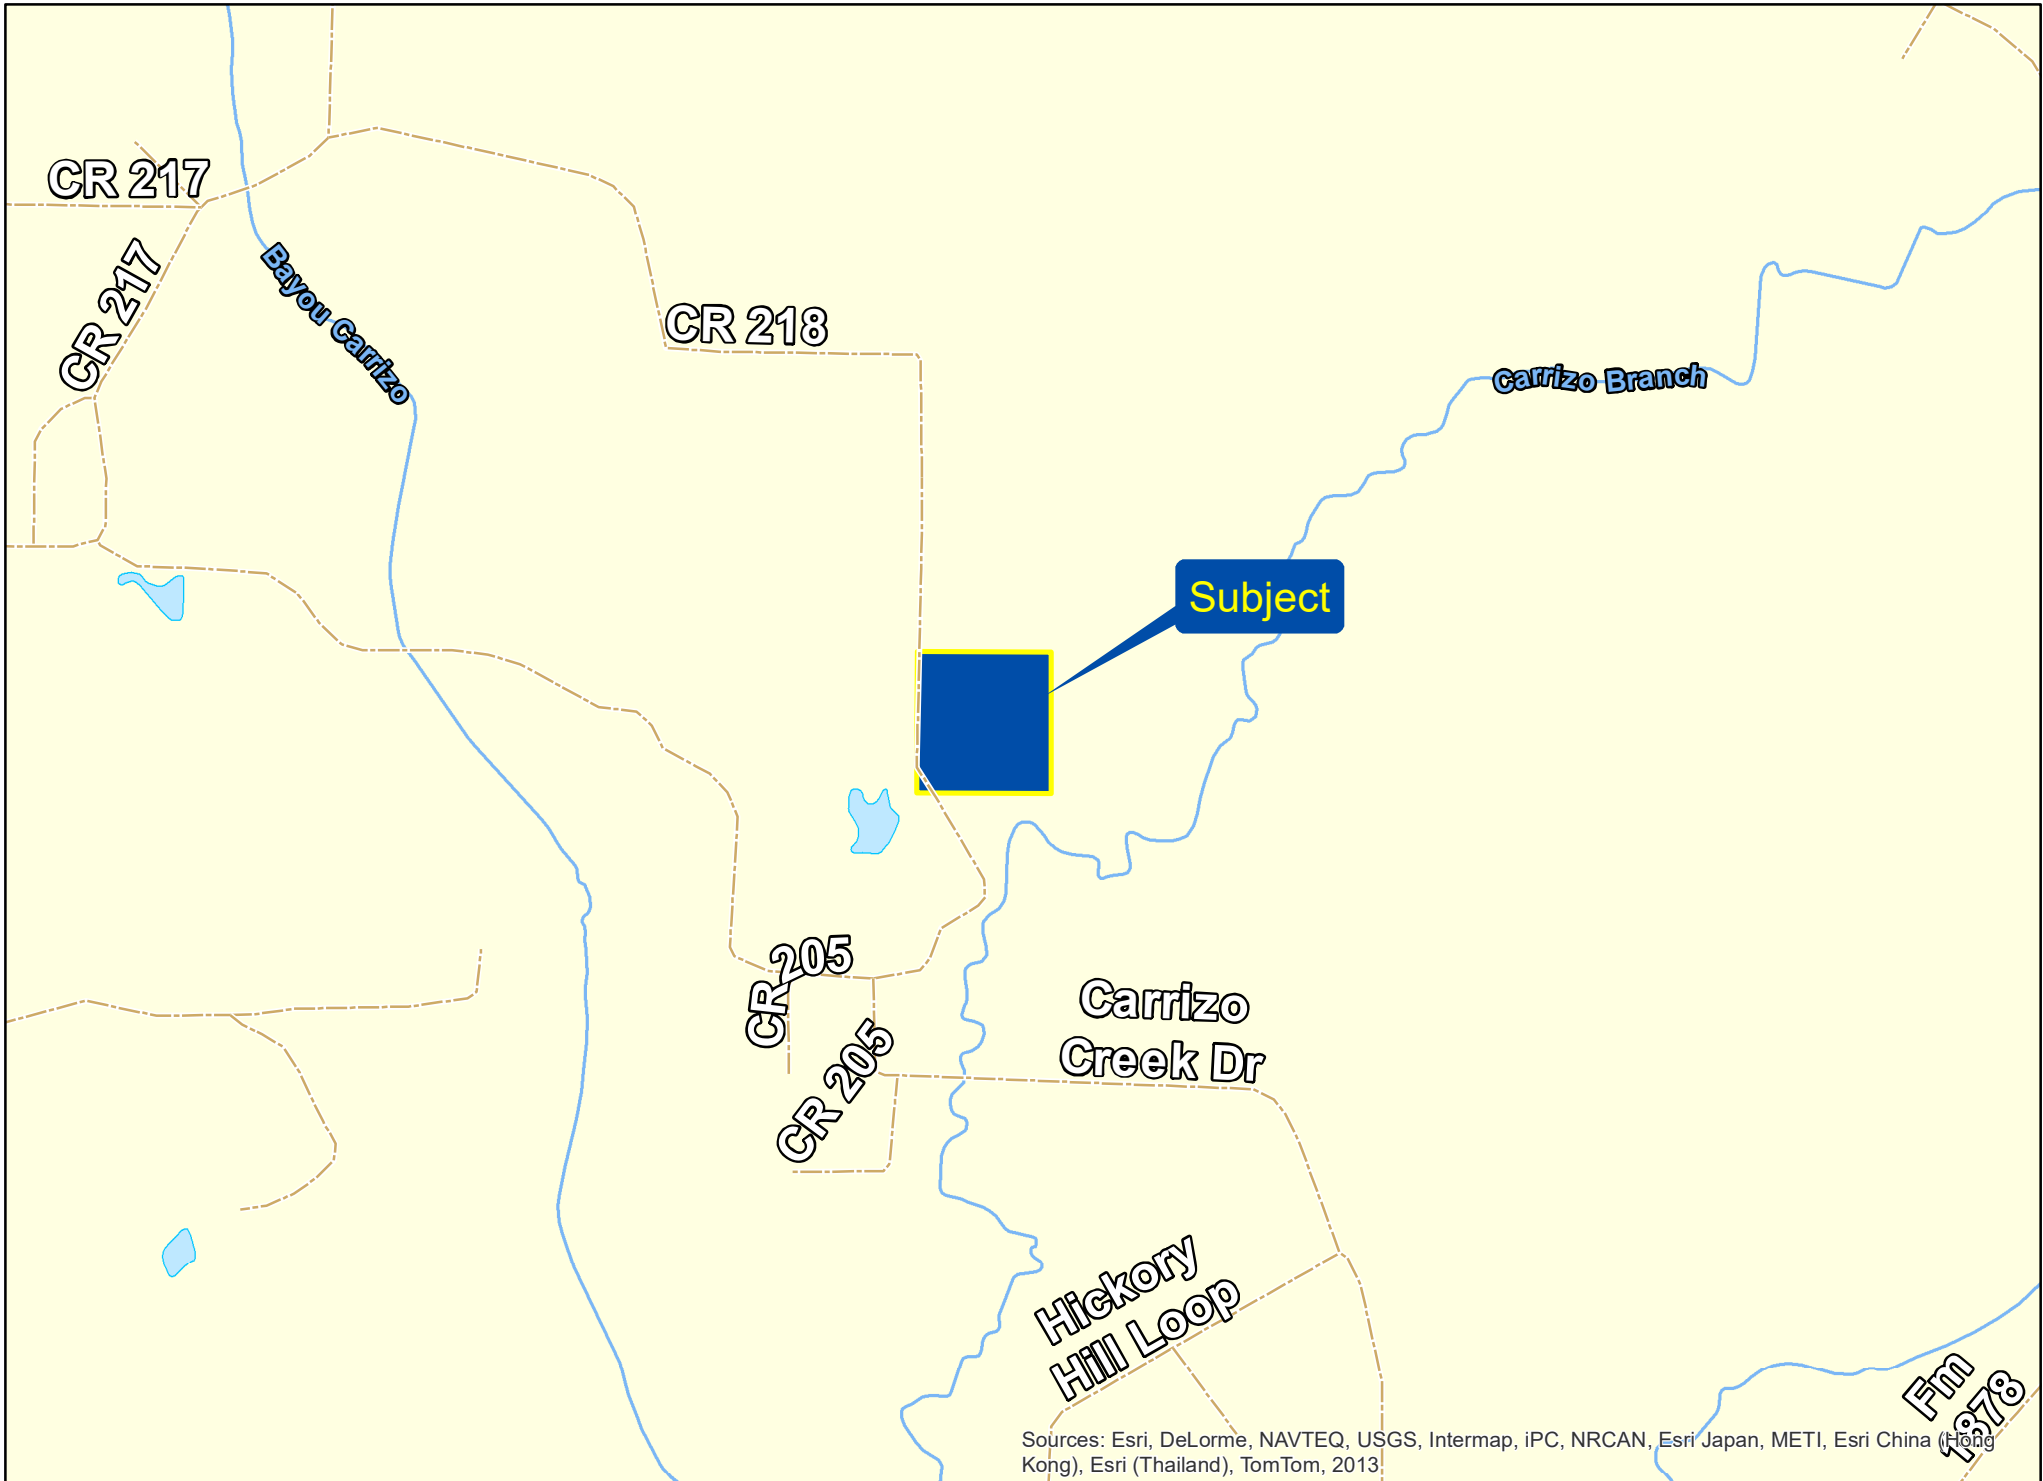 CR 217
CR 217
Bayou Carrizo
CR 218
Carrizo Branch
Subject
CR 205
CR 205
Carrizo
Creek Dr
Hickory
Hill Loop
Fm
1878
Sources: Esri, DeLorme, NAVTEQ, USGS, Intermap, iPC, NRCAN, Esri Japan, METI, Esri China (Hong
Kong), Esri (Thailand), TomTom, 2013